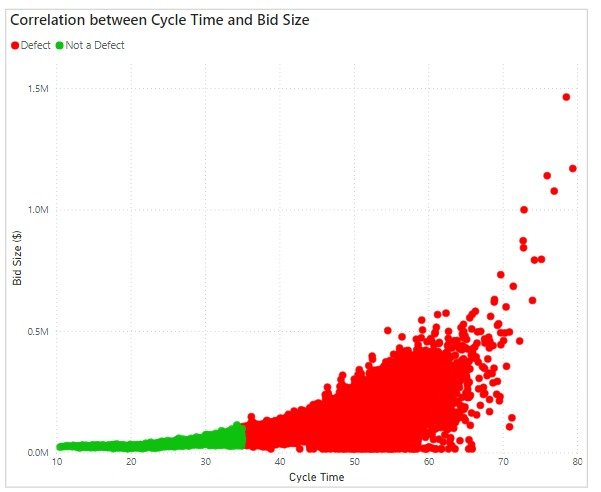 Correlation between Cycle Time and Bid Size
Defect Not a Defect
1.5M
1.0M
0.5M
0.0M
Bid Size ($)
10 20 30 40 50 60 70 80
Cycle Time